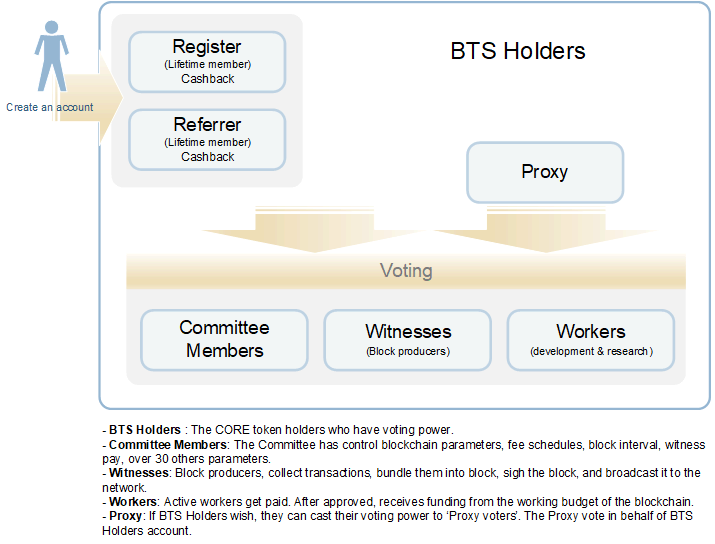 BTS Holders
Register
(Lifetime member)
Cashback
Create an account
Referrer
(Lifetime member)
Cashback
Proxy
Voting
Committee
Members
Witnesses
(Block producers)
Workers
(development & research)
- BTS Holders : The CORE token holders who have voting power.
- Committee Members: The Committee has control blockchain parameters, fee schedules, block interval, witness
pay, over 30 others parameters.
- Witnesses: Block producers, collect transactions, bundle them into block, sigh the block, and broadcast it to the
network.
- Workers: Active workers get paid. After approved, receives funding from the working budget of the blockchain.
- Proxy: If BTS Holders wish, they can cast their voting power to ‘Proxy voters’. The Proxy vote in behalf of BTS
Holders account.